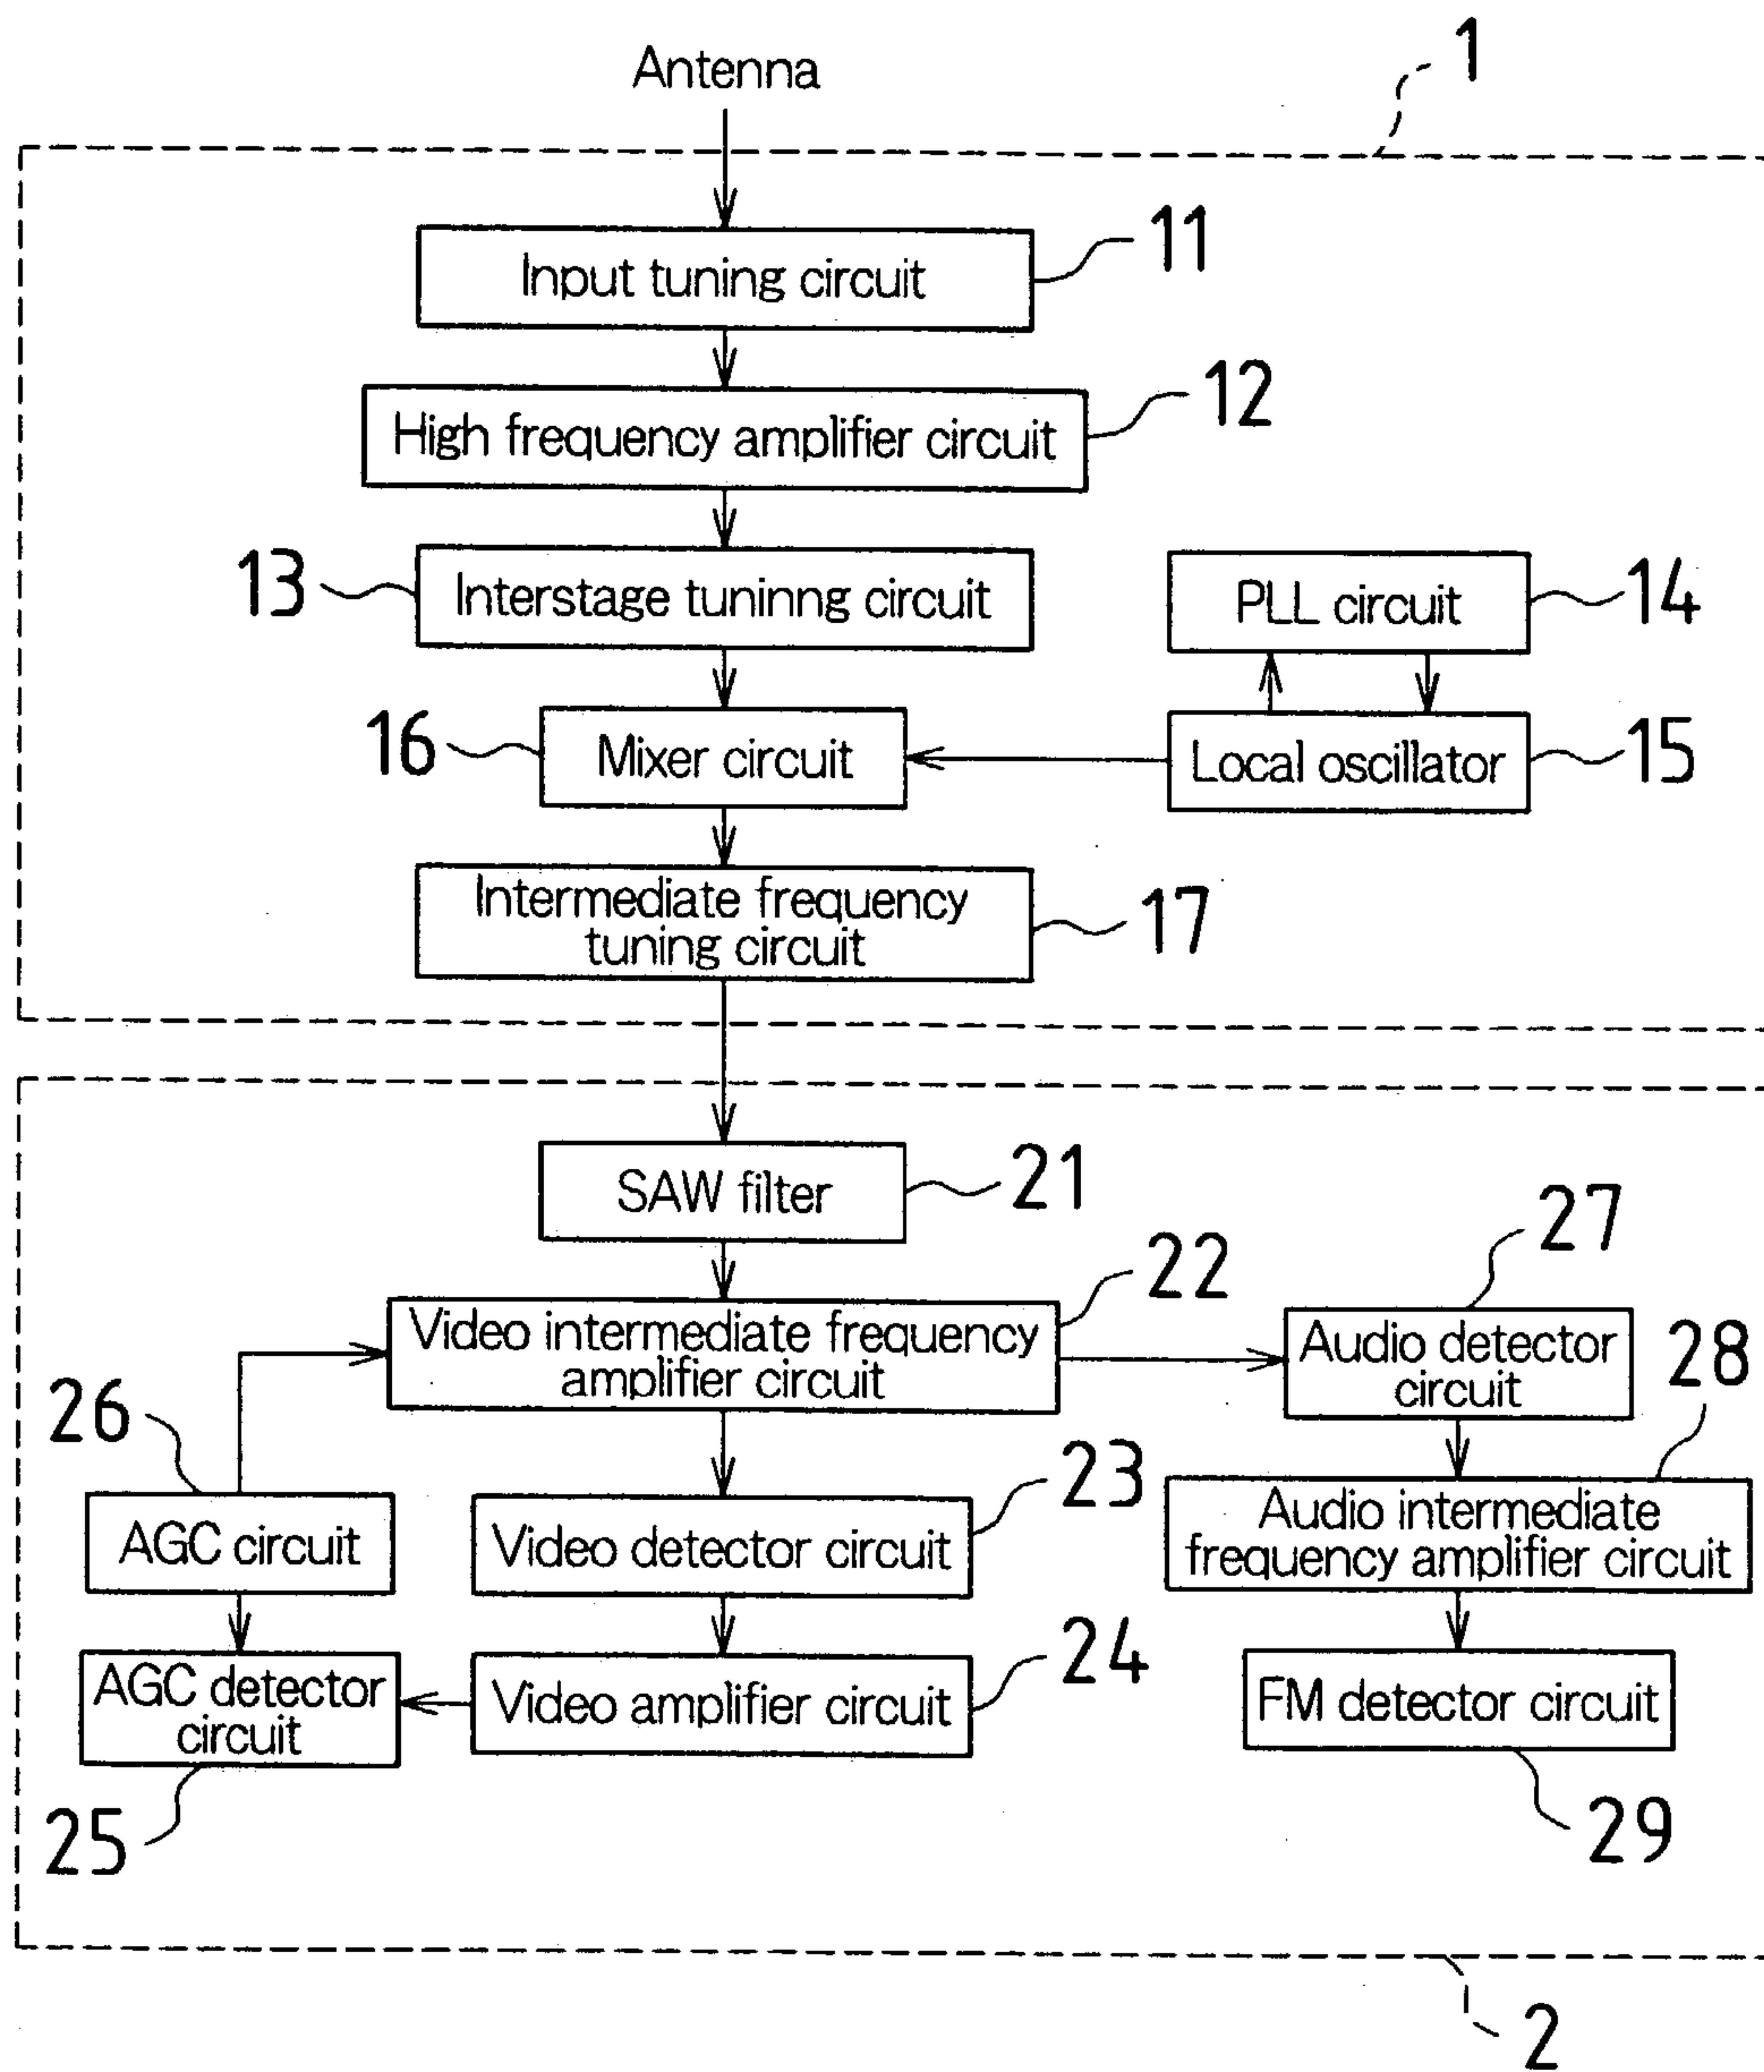 Antenna
1
Input tuning circuit
11
High frequency amplifier circuit
12
13
Interstage tuninng circuit
PLL circuit
14
16
Mixer circuit
Local oscillator
15
Intermediate frequency
tuning circuit
17
SAW filter
21
27
Video intermediate frequency
amplifier circuit
22
Audio detector
circuit
28
26
AGC circuit
Video detector circuit
23
Audio intermediate
frequency amplifier circuit
AGC detector
circuit
Video amplifier circuit
24
FM detector circuit
25
29
2